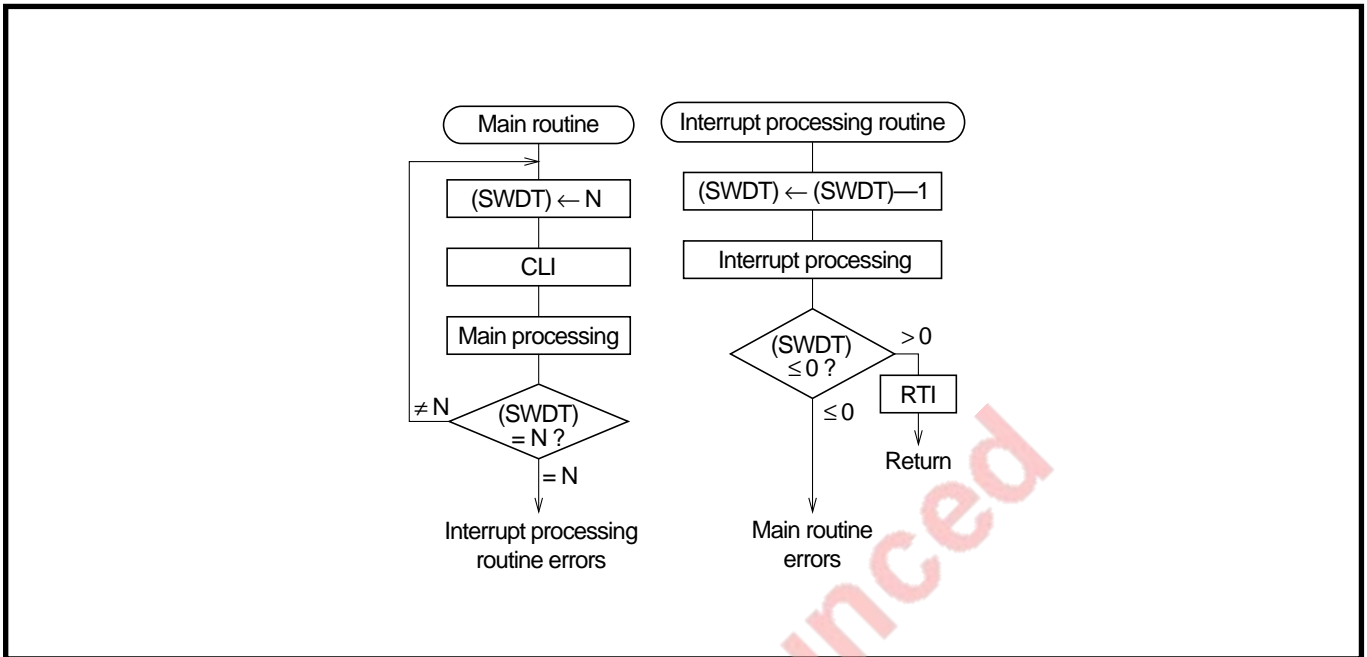 Main routine
(SWDT) ← N
CLI
Main processing
≠ N
(SWDT)
= N ?
= N
Interrupt processing
routine errors
Interrupt processing routine
(SWDT) ← (SWDT)—1
Interrupt processing
(SWDT)
≤ 0 ?
> 0
RTI
Return
≤ 0
Main routine
errors
unced